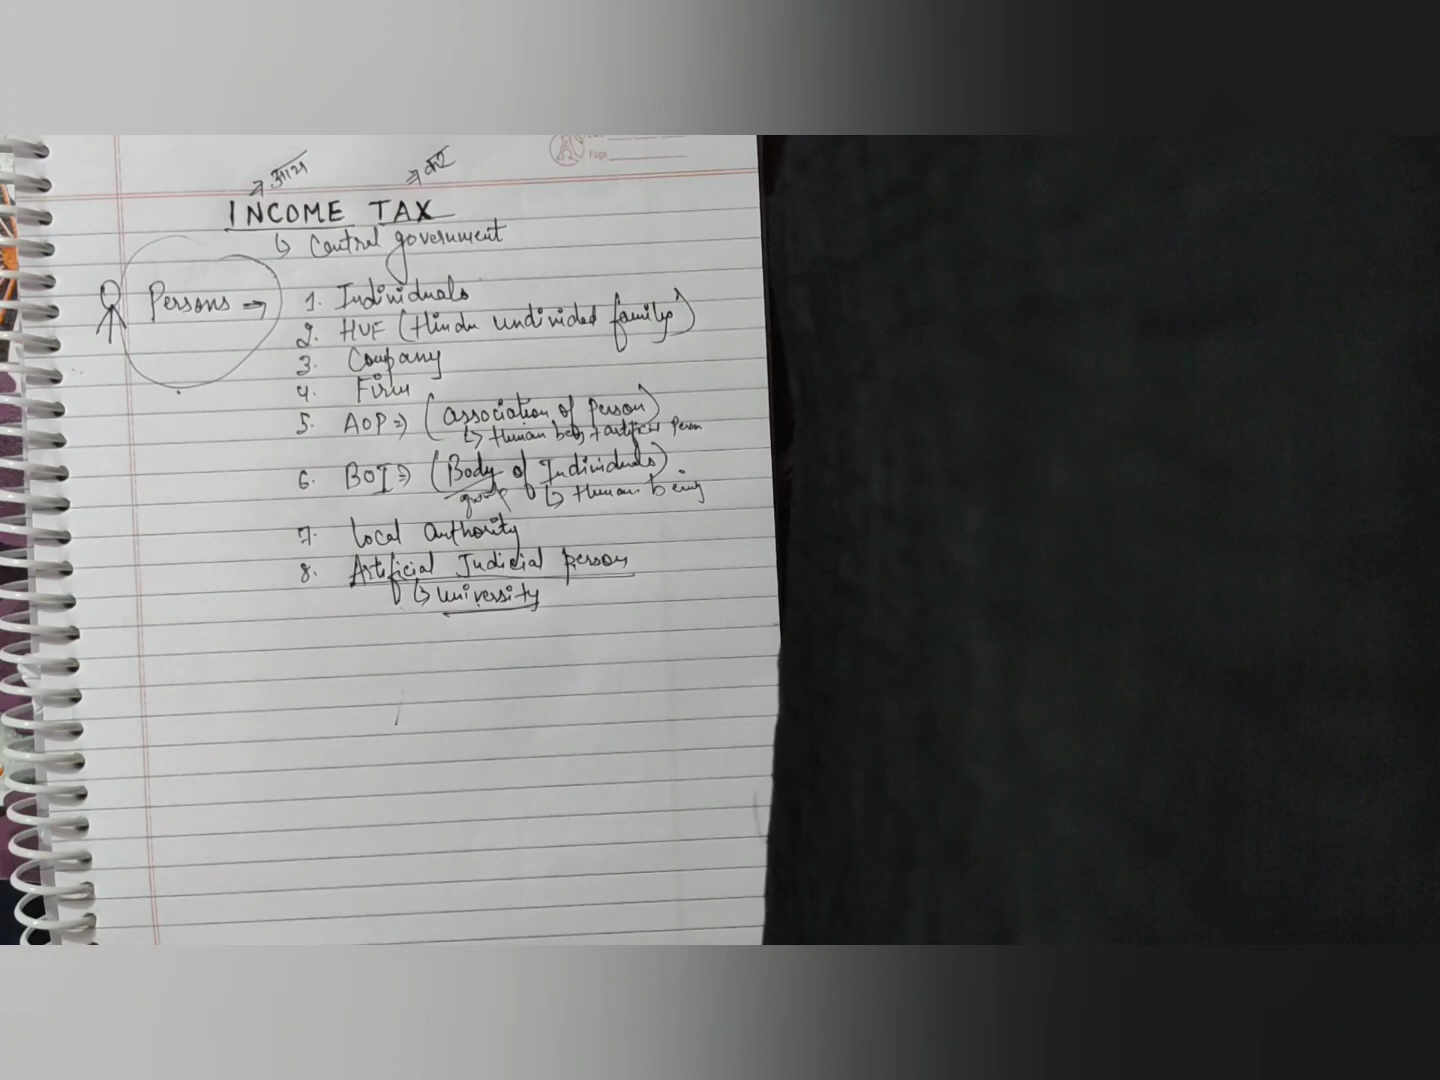 → आय → कर
Page
INCOME TAX
↳ Central government
Persons → 1. Individuals
2. HUF (Hindu undivided family)
3. Company
4. Firm
5. AOP ⇒ (association of Person)
↳ Human being + artificial Person
6. BOI ⇒ (Body of Individuals)
group ↳ Human being
7. Local authority
8. Artificial Judicial person
↳ University